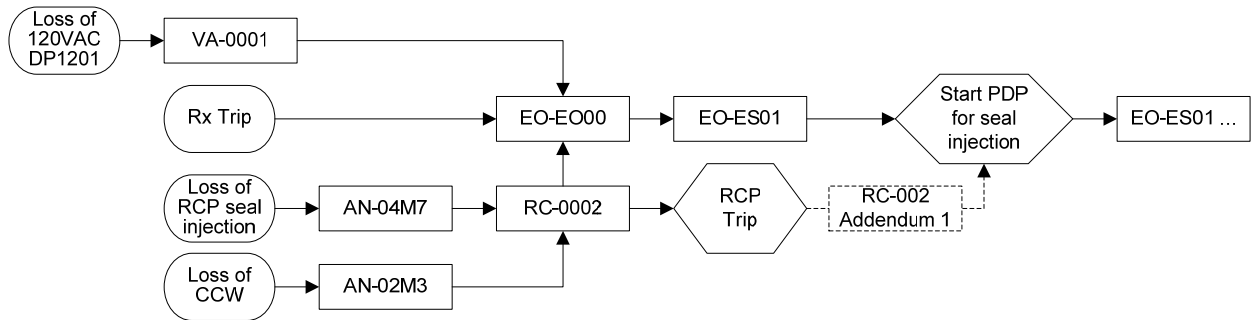 Loss of
120VAC
DP1201
VA-0001
Rx Trip
EO-EO00
EO-ES01
Start PDP
for seal
injection
EO-ES01 ...
Loss of
RCP seal
injection
AN-04M7
RC-0002
RCP
Trip
RC-002
Addendum 1
Loss of
CCW
AN-02M3